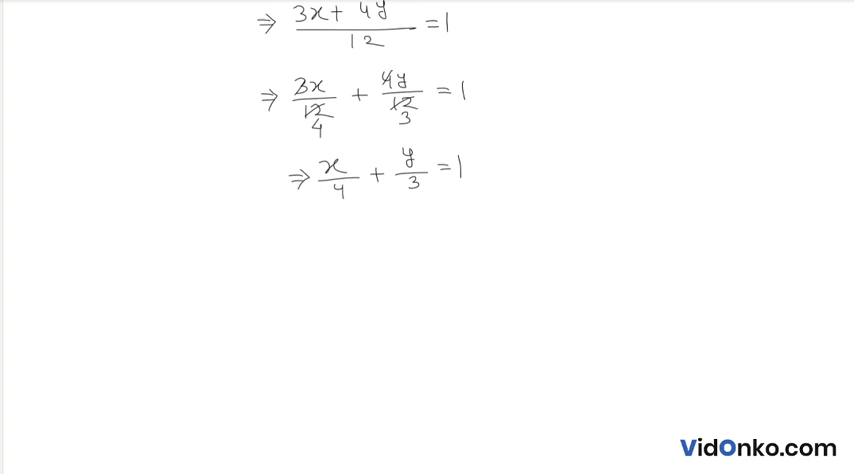 ⇒ 3x + 4y / 12 = 1
⇒ 3x / 12 4 + 4y / 12 3 = 1
⇒ x / 4 + y / 3 = 1
VidOnko.com